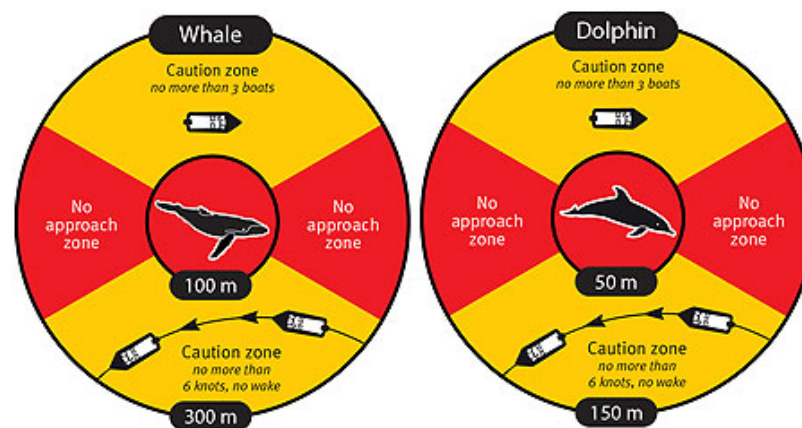 Whale
Caution zone
no more than 3 boats
No
approach
zone
No
approach
zone
100 m
Caution zone
no more than
6 knots, no wake
300 m
Dolphin
Caution zone
no more than 3 boats
No
approach
zone
No
approach
zone
50 m
Caution zone
no more than
6 knots, no wake
150 m